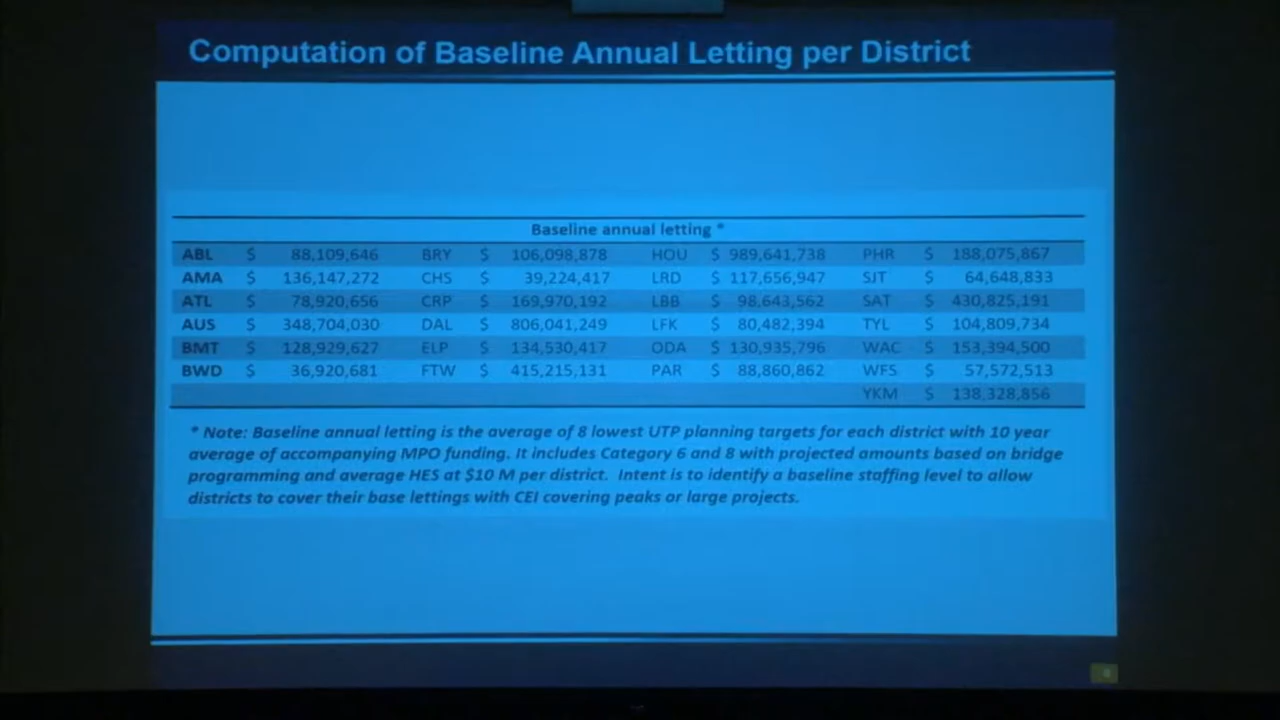 Computation of Baseline Annual Letting per District
Baseline annual letting *
ABL $ 88,109,646 BRY $ 106,098,878 HOU $ 989,641,738 PHR $ 188,075,867
AMA $ 136,147,272 CHS $ 39,224,417 LRD $ 117,656,947 SJT $ 64,648,833
ATL $ 78,920,656 CRP $ 169,970,192 LBB $ 98,643,562 SAT $ 430,825,191
AUS $ 348,704,030 DAL $ 806,041,249 LFK $ 80,482,394 TYL $ 104,809,734
BMT $ 128,929,627 ELP $ 134,530,417 ODA $ 130,935,796 WAC $ 153,394,500
BWD $ 36,920,681 FTW $ 415,215,131 PAR $ 88,860,862 WFS $ 57,572,513
YKM $ 138,328,856
* Note: Baseline annual letting is the average of 8 lowest UTP planning targets for each district with 10 year
average of accompanying MPO funding. It includes Category 6 and 8 with projected amounts based on bridge
programming and average HES at $10 M per district. Intent is to identify a baseline staffing level to allow
districts to cover their base lettings with CEI covering peaks or large projects.